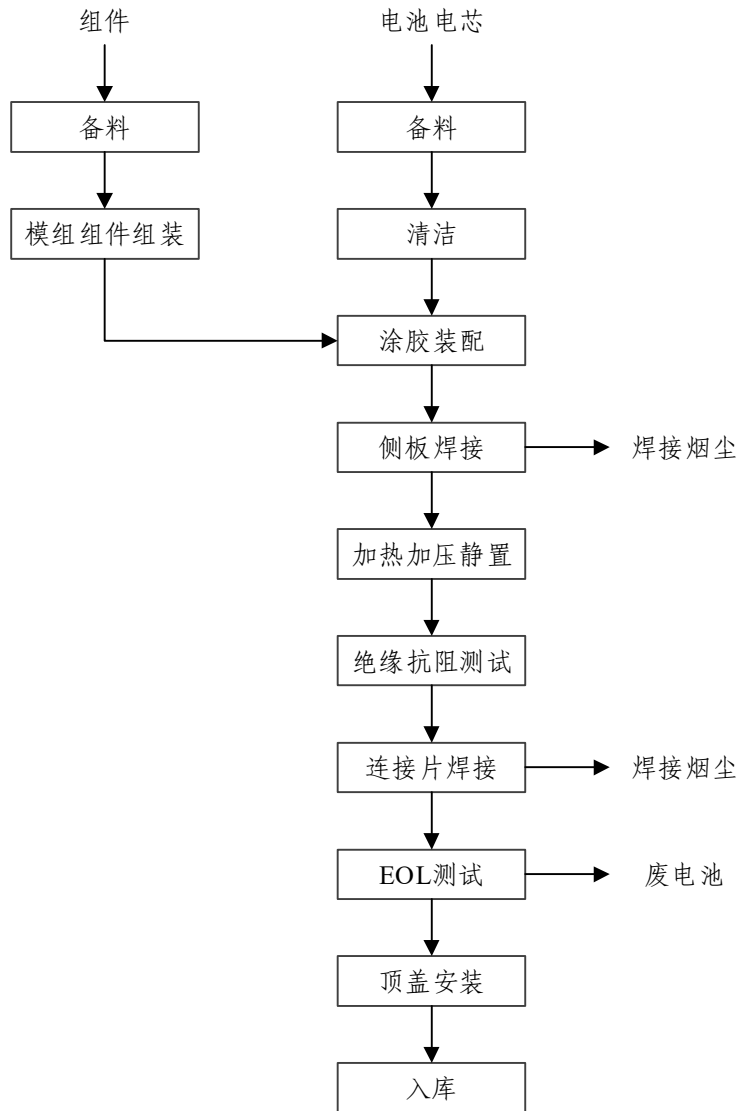 组件
电池电芯
备料
备料
模组组件组装
清洁
涂胶装配
侧板焊接
焊接烟尘
加热加压静置
绝缘抗阻测试
连接片焊接
焊接烟尘
EOL测试
废电池
顶盖安装
入库